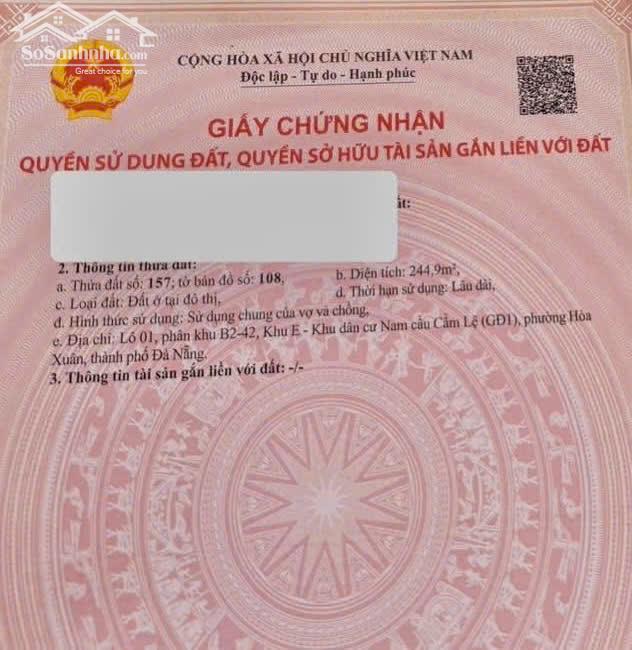 SoSanhnha.com
Great choice for you
CỘNG HÒA XÃ HỘI CHỦ NGHĨA VIỆT NAM
Độc lập - Tự do - Hạnh phúc
GIẤY CHỨNG NHẬN
QUYỀN SỬ DỤNG ĐẤT, QUYỀN SỞ HỮU TÀI SẢN GẮN LIỀN VỚI ĐẤT
2. Thông tin thửa đất:
a. Thửa đất số: 157; tờ bản đồ số: 108,
b. Diện tích: 244,9m²,
c. Loại đất: Đất ở tại đô thị,
d. Thời hạn sử dụng: Lâu dài,
đ. Hình thức sử dụng: Sử dụng chung của vợ và chồng,
e. Địa chỉ: Lô 01, phân khu B2-42, Khu E - Khu dân cư Nam cầu Cẩm Lệ (GĐ1), phường Hòa
Xuân, thành phố Đà Nẵng.
3. Thông tin tài sản gắn liền với đất: -/-